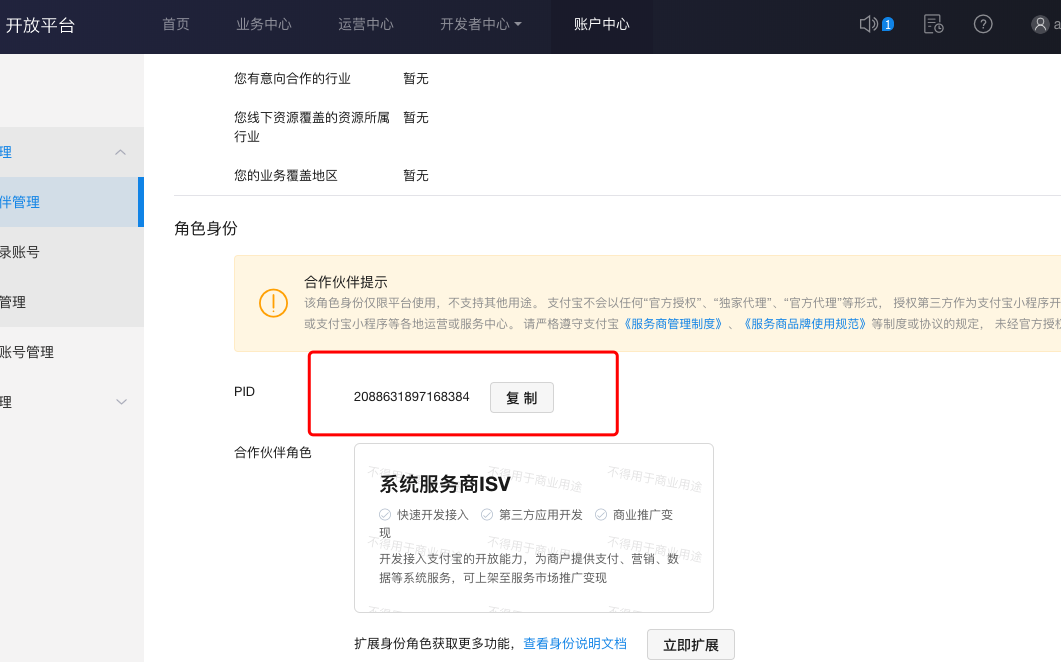 开放平台 首页 业务中心 运营中心 开发者中心 账户中心 1 a
您有意向合作的行业 暂无
您线下资源覆盖的资源所属行业 暂无
您的业务覆盖地区 暂无
理
伴管理
录账号
管理
账号管理
理
角色身份
合作伙伴提示
该角色身份仅限平台使用，不支持其他用途。 支付宝不会以任何“官方授权”、“独家代理”、“官方代理”等形式， 授权第三方作为支付宝小程序开
或支付宝小程序等各地运营或服务中心。 请严格遵守支付宝《服务商管理制度》、《服务商品牌使用规范》等制度或协议的规定， 未经官方授权
PID 2088631897168384 复 制
合作伙伴角色
系统服务商ISV
快速开发接入 第三方应用开发 商业推广变
现
开发接入支付宝的开放能力，为商户提供支付、营销、数
据等系统服务，可上架至服务市场推广变现
不得用于商业用途
不得用于商业用途
不得用于商业用途
不得用于商业用途
不得用于商业用途
不得用于商业用途
扩展身份角色获取更多功能，查看身份说明文档 立即扩展